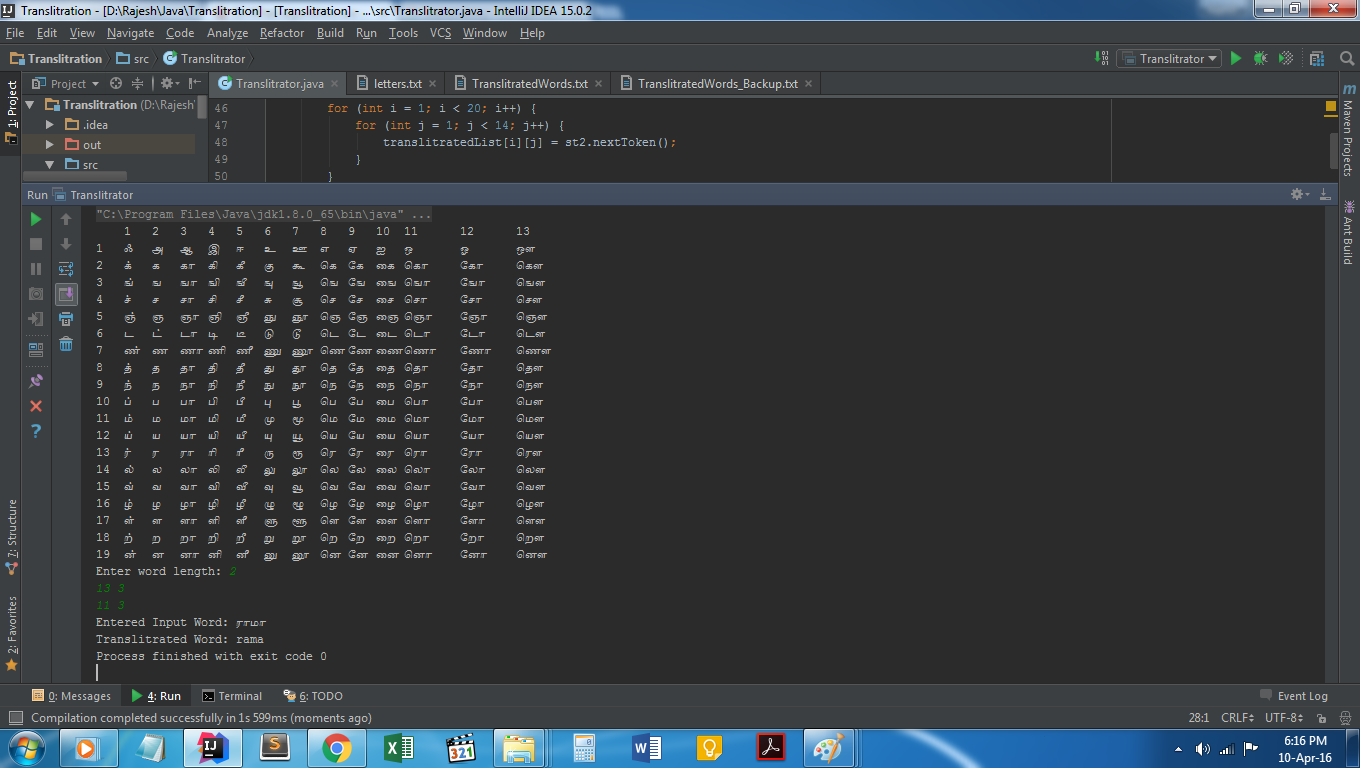 Translitration - [D:\Rajesh\Java\Translitration] - [Translitration] - ...\src\Translitrator.java - IntelliJ IDEA 15.0.2
File Edit View Navigate Code Analyze Refactor Build Run Tools VCS Window Help
Translitration src Translitrator Translitrator
Project Translitrator.java letters.txt TranslitratedWords.txt TranslitratedWords_Backup.txt
Translitration (D:\Rajesh\
.idea
out
src
46 for (int i = 1; i < 20; i++) {
47 for (int j = 1; j < 14; j++) {
48 translitratedList[i][j] = st2.nextToken();
49 }
50 }
Run Translitrator
"C:\Program Files\Java\jdk1.8.0_65\bin\java" ...
1 2 3 4 5 6 7 8 9 10 11 12 13
1 ஃ அ ஆ இ ஈ உ ஊ எ ஏ ஐ ஒ ஓ ஔ
2 க் க கா கி கீ கு கூ கெ கே கை கொ கோ கௌ
3 ங் ங ஙா ஙி ஙீ ஙு ஙூ ஙெ ஙே ஙை ஙொ ஙோ ஙௌ
4 ச் ச சா சி சீ சு சூ செ சே சை சொ சோ சௌ
5 ஞ் ஞ ஞா ஞி ஞீ ஞு ஞூ ஞெ ஞே ஞை ஞொ ஞோ ஞௌ
6 ட ட் டா டி டீ டு டூ டெ டே டை டொ டோ டௌ
7 ண் ண ணா ணி ணீ ணு ணூ ணெ ணே ணை ணொ ணோ ணௌ
8 த் த தா தி தீ து தூ தெ தே தை தொ தோ தௌ
9 ந் ந நா நி நீ நு நூ நெ நே நை நொ நோ நௌ
10 ப் ப பா பி பீ பு பூ பெ பே பை பொ போ பௌ
11 ம் ம மா மி மீ மு மூ மெ மே மை மொ மோ மௌ
12 ய் ய யா யி யீ யு யூ யெ யே யை யொ யோ யௌ
13 ர் ர ரா ரி ரீ ரு ரூ ரெ ரே ரை ரொ ரோ ரௌ
14 ல் ல லா லி லீ லு லூ லெ லே லை லொ லோ லௌ
15 வ் வ வா வி வீ வு வூ வெ வே வை வொ வோ வௌ
16 ழ் ழ ழா ழி ழீ ழு ழூ ழெ ழே ழை ழொ ழோ ழௌ
17 ள் ள ளா ளி ளீ ளு ளூ ளெ ளே ளை ளொ ளோ ளௌ
18 ற் ற றா றி றீ று றூ றெ றே றை றொ றோ றௌ
19 ன் ன னா னி னீ னு னூ னெ னே னை னொ னோ னௌ
Enter word length: 2
13 3
11 3
Entered Input Word: ராமா
Translitrated Word: rama
Process finished with exit code 0
1: Project
7: Structure
2: Favorites
Maven Projects
Ant Build
0: Messages 4: Run Terminal 6: TODO Event Log
Compilation completed successfully in 1s 599ms (moments ago) 28:1 CRLF UTF-8
321
6:16 PM
10-Apr-16